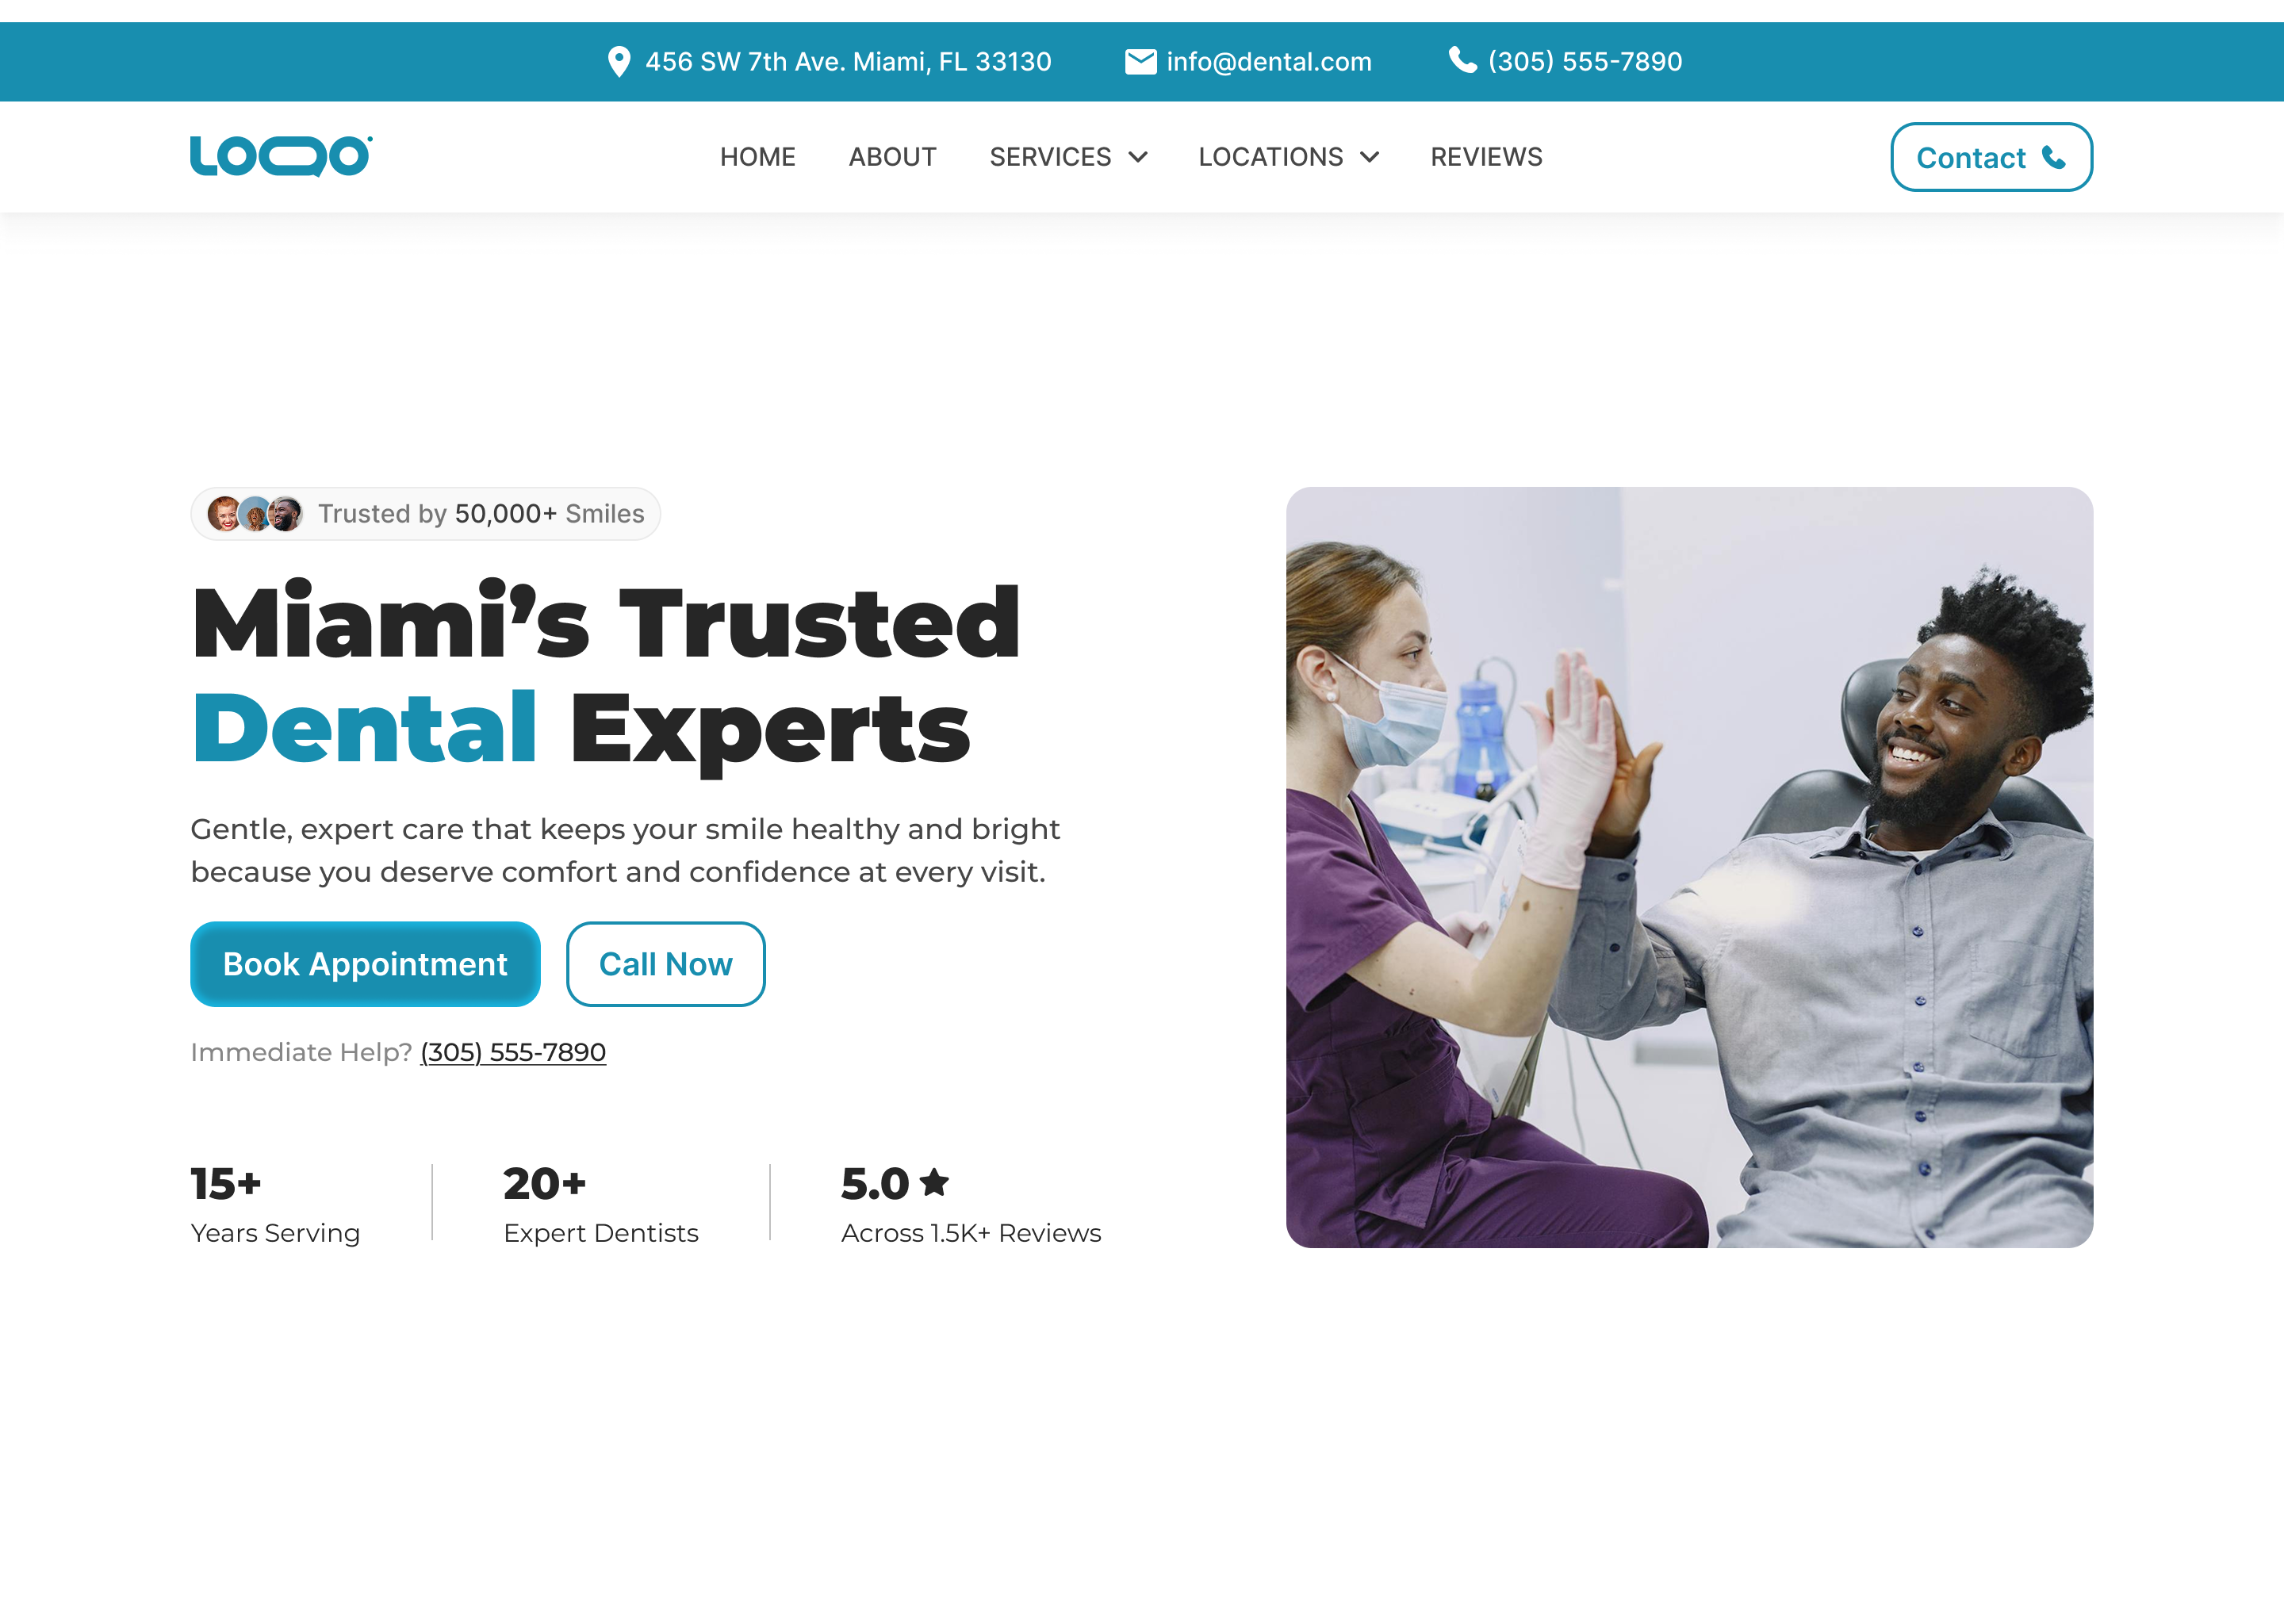 456 SW 7th Ave. Miami, FL 33130
info@dental.com
(305) 555-7890
LOQO
HOME
ABOUT
SERVICES
LOCATIONS
REVIEWS
Contact
Trusted by 50,000+ Smiles
Miami’s Trusted
Dental Experts
Gentle, expert care that keeps your smile healthy and bright
because you deserve comfort and confidence at every visit.
Book Appointment
Call Now
Immediate Help? (305) 555-7890
15+
Years Serving
20+
Expert Dentists
5.0
Across 1.5K+ Reviews